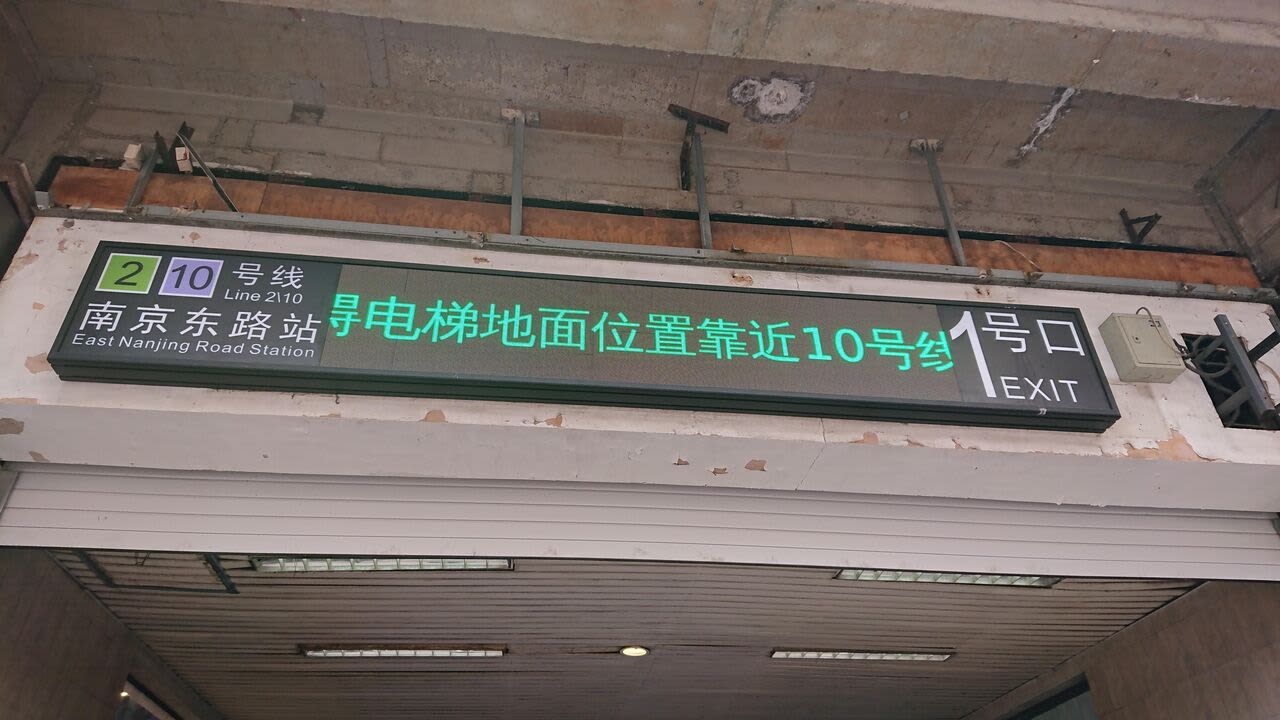 2 10 号线
Line 2\10
南京东路站
East Nanjing Road Station
电梯地面位置靠近10号线
1号口
EXIT